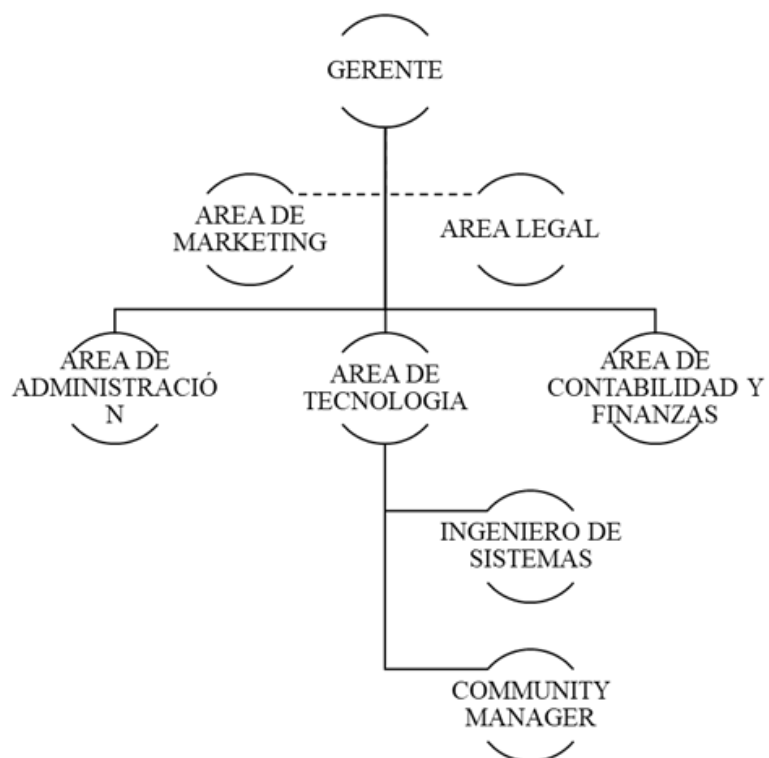 GERENTE
AREA DE
MARKETING
AREA LEGAL
AREA DE
ADMINISTRACIÓ
N
AREA DE
TECNOLOGIA
AREA DE
CONTABILIDAD Y
FINANZAS
INGENIERO DE
SISTEMAS
COMMUNITY
MANAGER